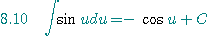 8.10 ∫sin udu=− cos u + C